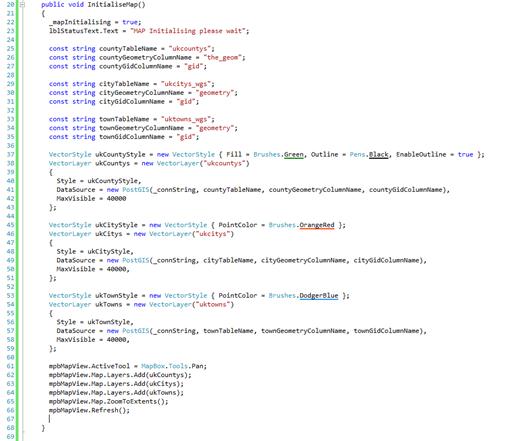 20 public void InitialiseMap()
21 {
22 _mapInitialising = true;
23 lblStatusText.Text = "MAP Initialising please wait";
24
25 const string countyTableName = "ukcountys";
26 const string countyGeometryColumnName = "the_geom";
27 const string countyGidColumnName = "gid";
28
29 const string cityTableName = "ukcitys_wgs";
30 const string cityGeometryColumnName = "geometry";
31 const string cityGidColumnName = "gid";
32
33 const string townTableName = "uktowns_wgs";
34 const string townGeometryColumnName = "geometry";
35 const string townGidColumnName = "gid";
36
37 VectorStyle ukCountyStyle = new VectorStyle { Fill = Brushes.Green, Outline = Pens.Black, EnableOutline = true };
38 VectorLayer ukCountys = new VectorLayer("ukcountys")
39 {
40 Style = ukCountyStyle,
41 DataSource = new PostGIS(_connString, countyTableName, countyGeometryColumnName, countyGidColumnName),
42 MaxVisible = 40000
43 };
44
45 VectorStyle ukCityStyle = new VectorStyle { PointColor = Brushes.OrangeRed };
46 VectorLayer ukCitys = new VectorLayer("ukcitys")
47 {
48 Style = ukCityStyle,
49 DataSource = new PostGIS(_connString, cityTableName, cityGeometryColumnName, cityGidColumnName),
50 MaxVisible = 40000,
51 };
52
53 VectorStyle ukTownStyle = new VectorStyle { PointColor = Brushes.DodgerBlue };
54 VectorLayer ukTowns = new VectorLayer("uktowns")
55 {
56 Style = ukTownStyle,
57 DataSource = new PostGIS(_connString, townTableName, townGeometryColumnName, townGidColumnName),
58 MaxVisible = 40000,
59 };
60
61 mpbMapView.ActiveTool = MapBox.Tools.Pan;
62 mpbMapView.Map.Layers.Add(ukCountys);
63 mpbMapView.Map.Layers.Add(ukCitys);
64 mpbMapView.Map.Layers.Add(ukTowns);
65 mpbMapView.Map.ZoomToExtents();
66 mpbMapView.Refresh();
67
68 }
69